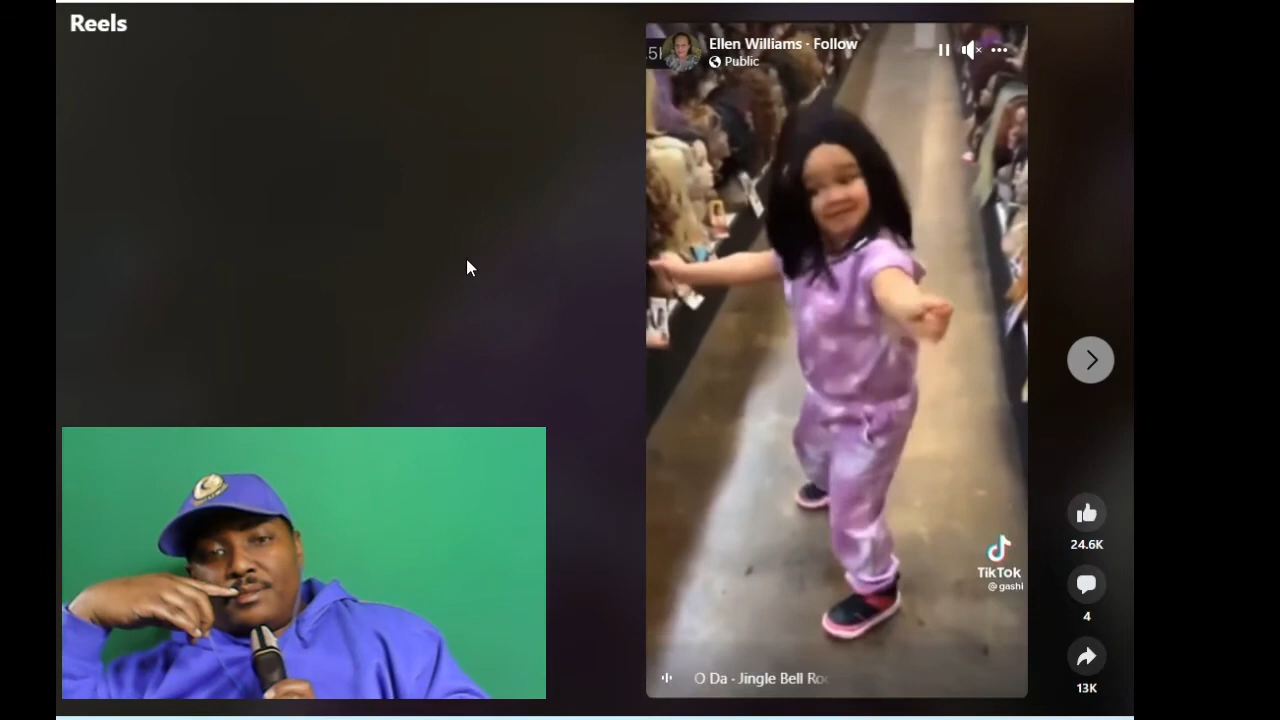 Reels
Ellen Williams · Follow
Public
TikTok
@gashi
O Da - Jingle Bell Ro
24.6K
4
13K